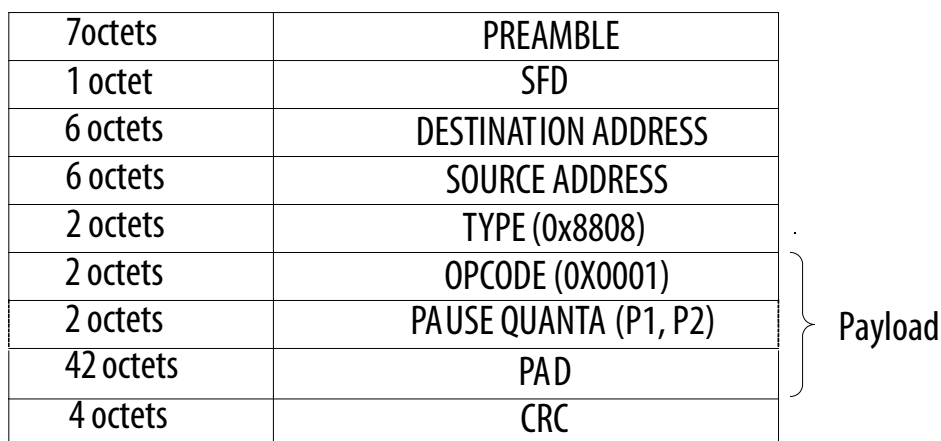 7octets PREAMBLE
1 octet SFD
6 octets DESTINATION ADDRESS
6 octets SOURCE ADDRESS
2 octets TYPE (0x8808)
2 octets OPCODE (0X0001)
2 octets PAUSE QUANTA (P1, P2)
Payload
42 octets PAD
4 octets CRC